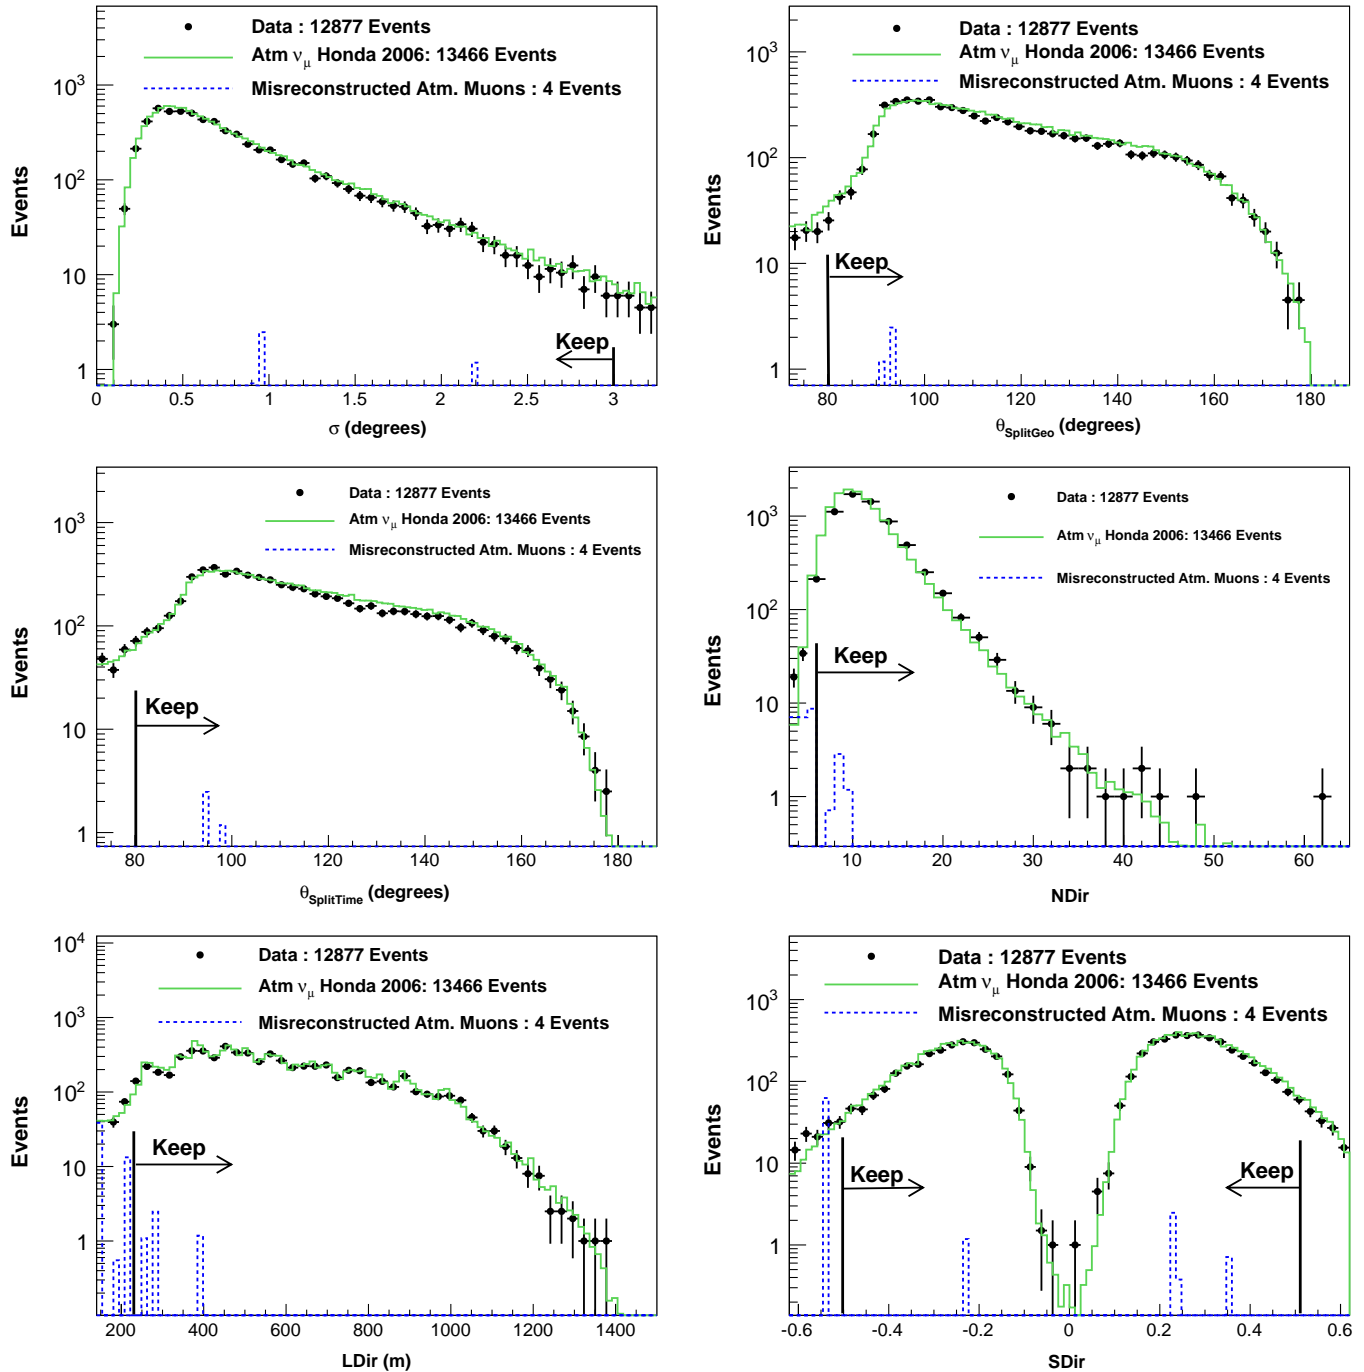 Data : 12877 Events
Atm νμ Honda 2006: 13466 Events
Misreconstructed Atm. Muons : 4 Events
Events
10³
10²
10
1
Keep
0 0.5 1 1.5 2 2.5 3
σ (degrees)
Data : 12877 Events
Atm νμ Honda 2006: 13466 Events
Misreconstructed Atm. Muons : 4 Events
Events
10³
10²
10
1
Keep
80 100 120 140 160 180
θSplitGeo (degrees)
Data : 12877 Events
Atm νμ Honda 2006: 13466 Events
Misreconstructed Atm. Muons : 4 Events
Events
10³
10²
10
1
Keep
80 100 120 140 160 180
θSplitTime (degrees)
Data : 12877 Events
Atm νμ Honda 2006: 13466 Events
Misreconstructed Atm. Muons : 4 Events
Events
10³
10²
10
1
Keep
10 20 30 40 50 60
NDir
Data : 12877 Events
Atm νμ Honda 2006: 13466 Events
Misreconstructed Atm. Muons : 4 Events
Events
10⁴
10³
10²
10
1
Keep
200 400 600 800 1000 1200 1400
LDir (m)
Data : 12877 Events
Atm νμ Honda 2006: 13466 Events
Misreconstructed Atm. Muons : 4 Events
Events
10³
10²
10
1
Keep
Keep
-0.6 -0.4 -0.2 0 0.2 0.4 0.6
SDir